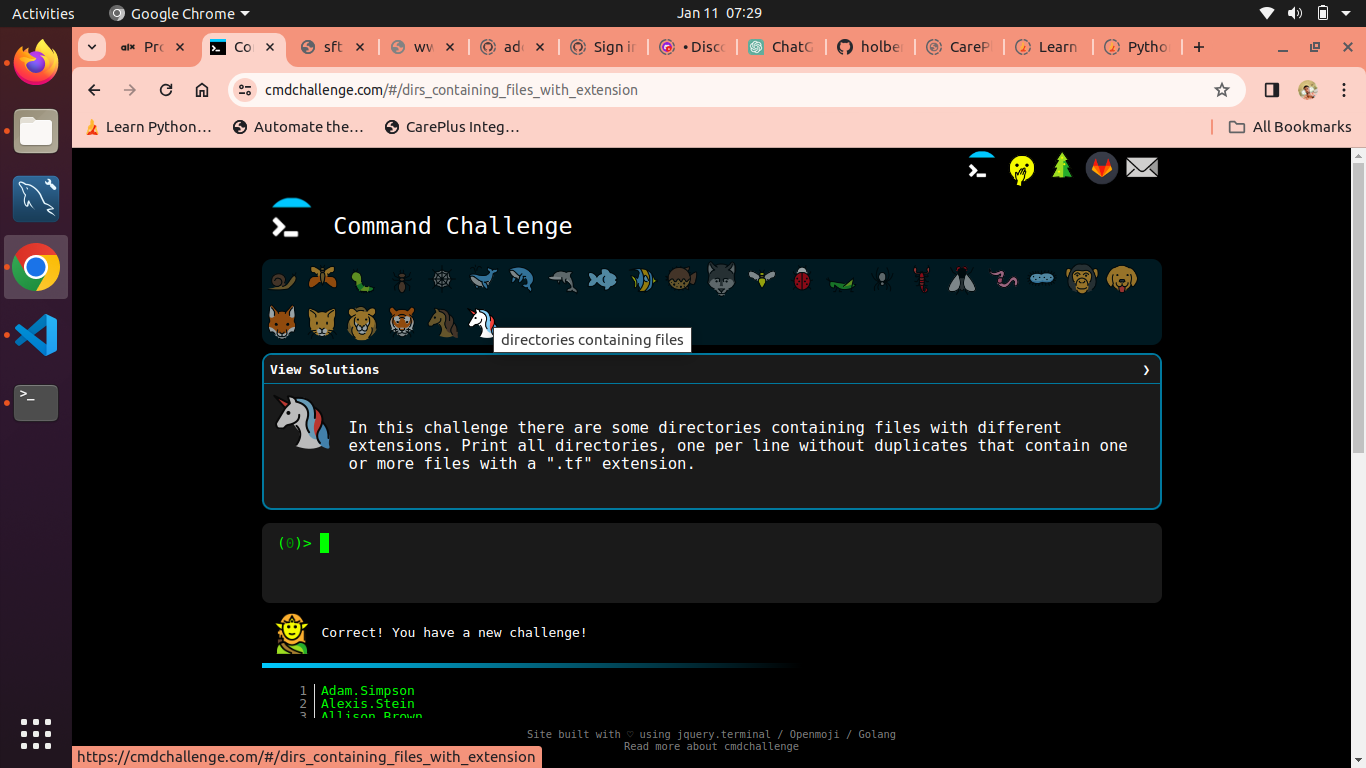 Activities
Google Chrome
Jan 11 07:29
Pro
Co
sft
ww
ado
Sign in
• Disco
ChatG
holbe
CareP
Learn
Pytho
cmdchallenge.com/#/dirs_containing_files_with_extension
Learn Python…
Automate the…
CarePlus Integ…
All Bookmarks
Command Challenge
directories containing files
View Solutions
In this challenge there are some directories containing files with different
extensions. Print all directories, one per line without duplicates that contain one
or more files with a ".tf" extension.
(0)>
Correct! You have a new challenge!
1 Adam.Simpson
2 Alexis.Stein
3 Allison.Brown
Site built with ♡ using jquery.terminal / Openmoji / Golang
Read more about cmdchallenge
https://cmdchallenge.com/#/dirs_containing_files_with_extension